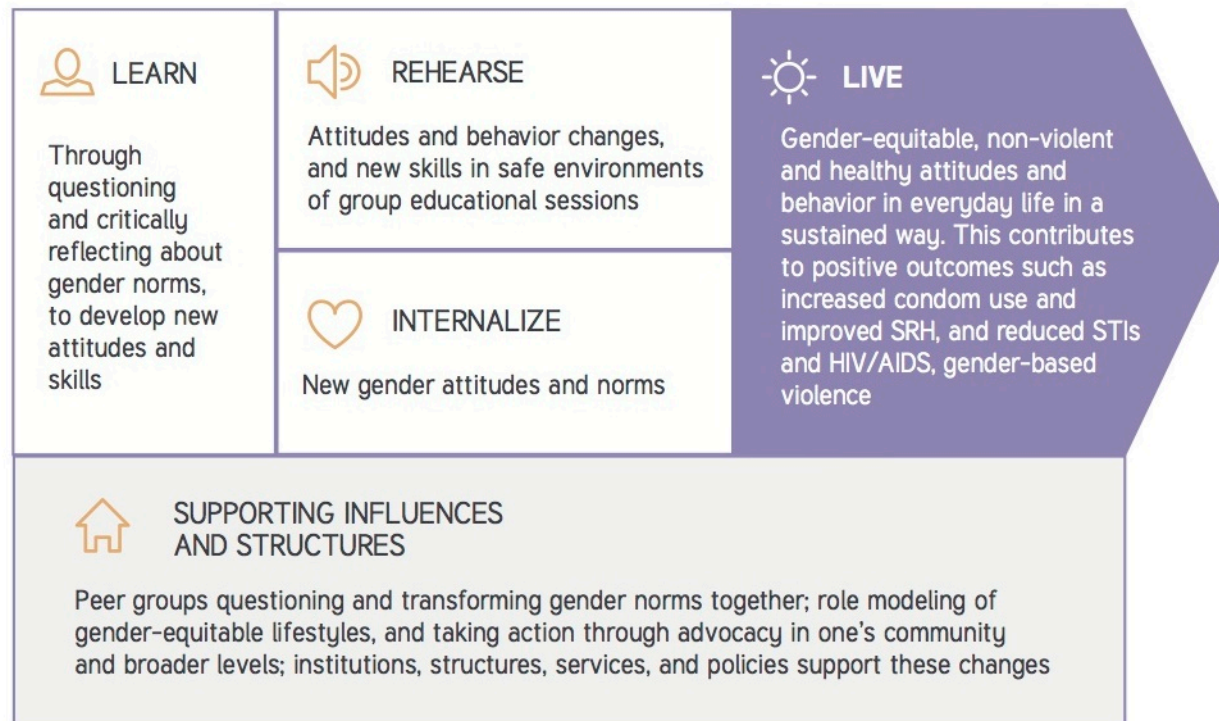 LEARN
Through
questioning
and critically
reflecting about
gender norms,
to develop new
attitudes and
skills
REHEARSE
Attitudes and behavior changes,
and new skills in safe environments
of group educational sessions
INTERNALIZE
New gender attitudes and norms
LIVE
Gender-equitable, non-violent
and healthy attitudes and
behavior in everyday life in a
sustained way. This contributes
to positive outcomes such as
increased condom use and
improved SRH, and reduced STIs
and HIV/AIDS, gender-based
violence
SUPPORTING INFLUENCES
AND STRUCTURES
Peer groups questioning and transforming gender norms together; role modeling of
gender-equitable lifestyles, and taking action through advocacy in one's community
and broader levels; institutions, structures, services, and policies support these changes